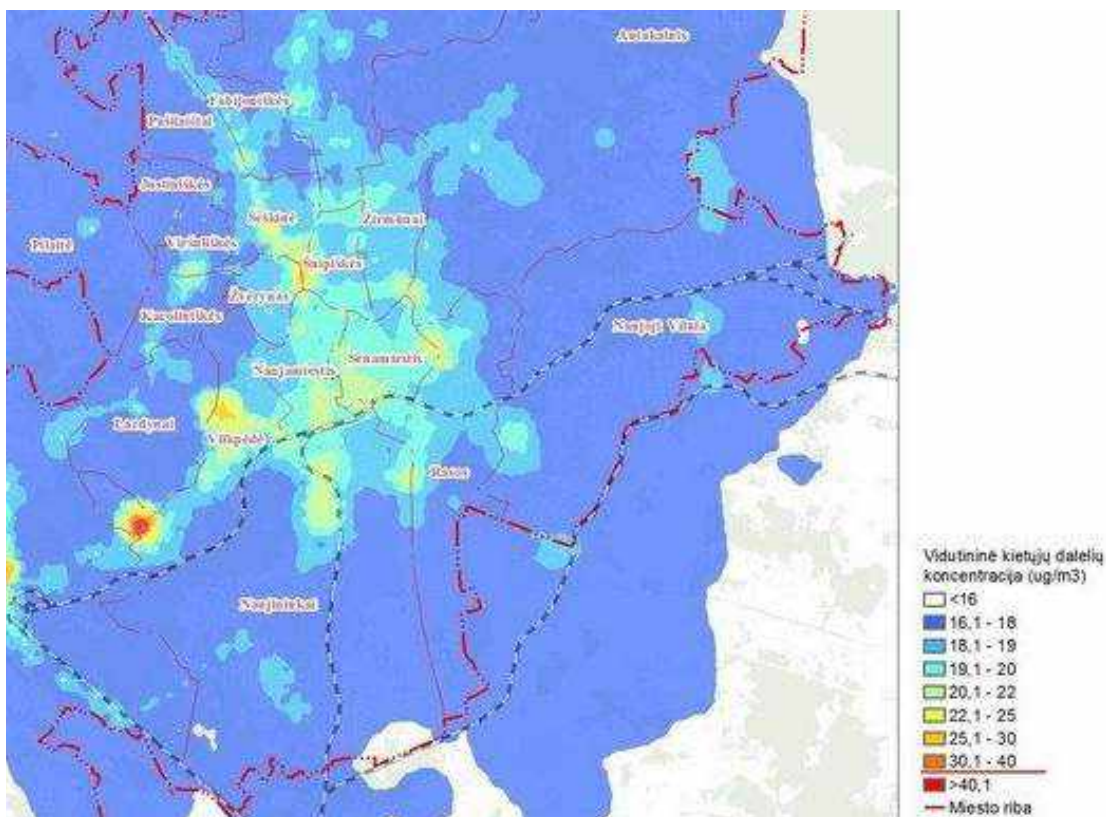 Antakalnis
Fabijoniškės
Pašilaičiai
Justiniškės
Šeškinė
Žirmūnai
Pilaitė
Viršuliškės
Šnipiškės
Žvėrynas
Karoliniškės
Naujoji Vilnia
Senamiestis
Naujamiestis
Lazdynai
Vilkpėdė
Rasos
Naujininkai
Vidutininė kietųjų dalelių
koncentracija (ug/m3)
<16
16,1 - 18
18,1 - 19
19,1 - 20
20,1 - 22
22,1 - 25
25,1 - 30
30,1 - 40
>40,1
Miesto riba